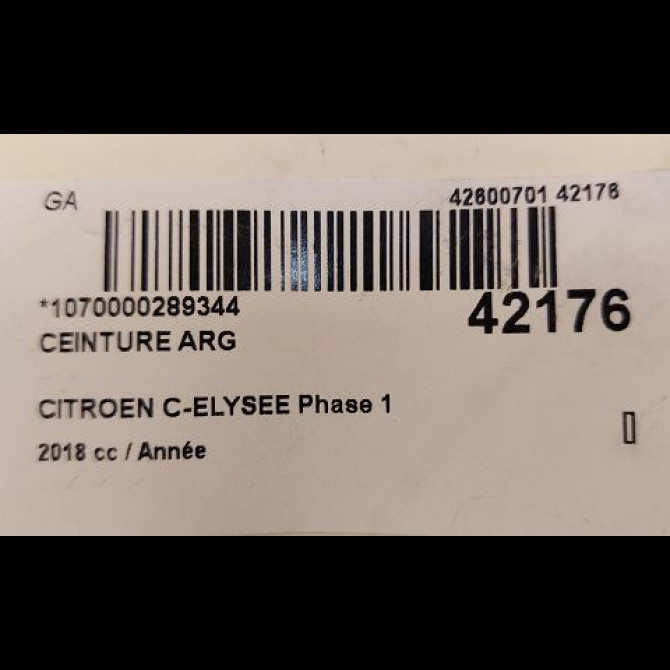 GA
42600701 42176
*1070000289344
42176
CEINTURE ARG
CITROEN C-ELYSEE Phase 1
2018 cc / Année